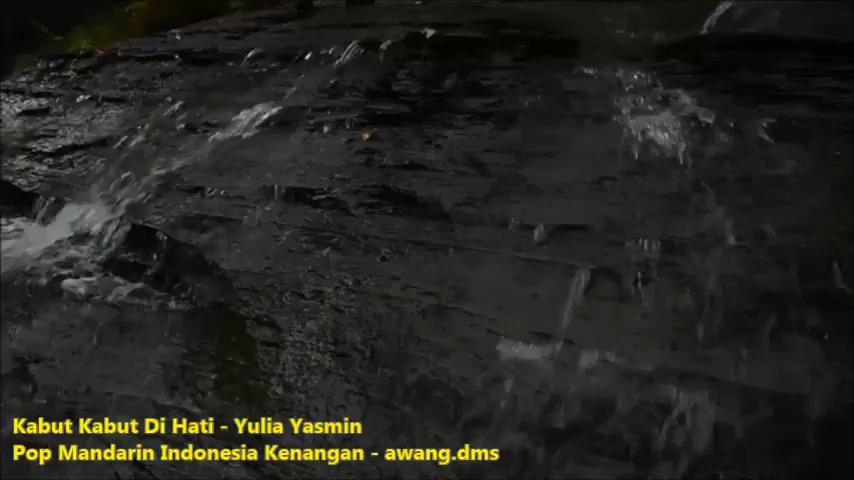 Kabut Kabut Di Hati - Yulia Yasmin
Pop Mandarin Indonesia Kenangan - awang.dms